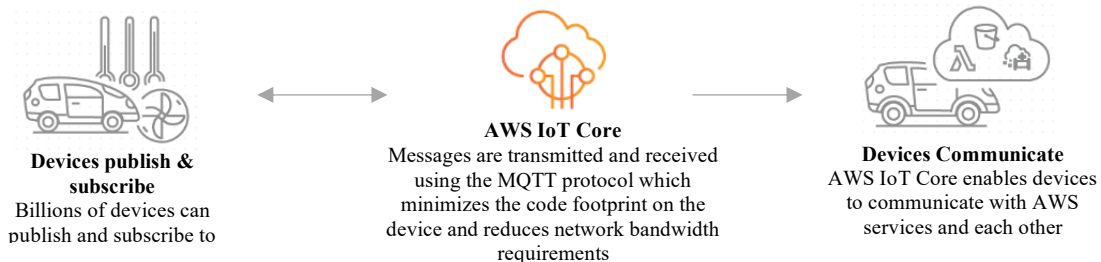 Devices publish &
subscribe
Billions of devices can
publish and subscribe to
AWS IoT Core
Messages are transmitted and received
using the MQTT protocol which
minimizes the code footprint on the
device and reduces network bandwidth
requirements
Devices Communicate
AWS IoT Core enables devices
to communicate with AWS
services and each other